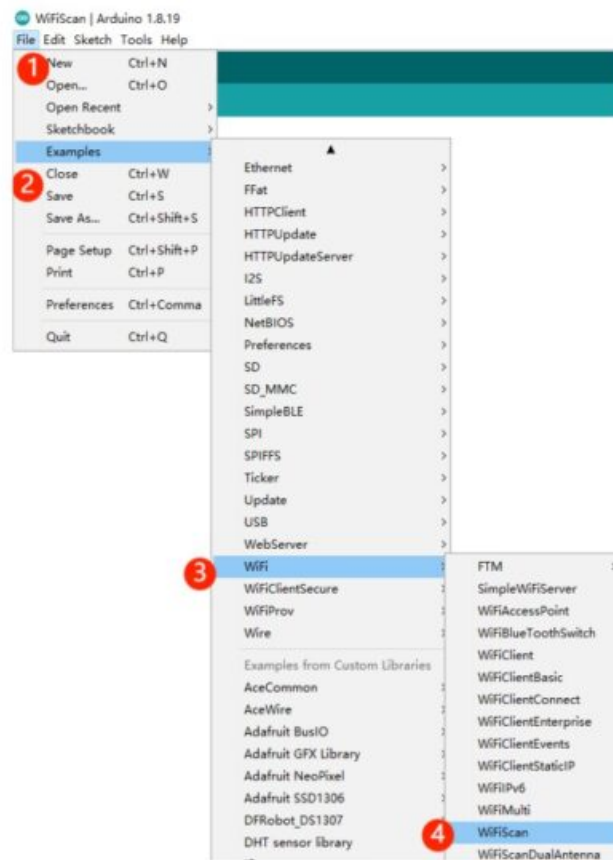 WiFiScan | Arduino 1.8.19
File Edit Sketch Tools Help
1
New Ctrl+N
Open... Ctrl+O
Open Recent
Sketchbook
Examples
2
Close Ctrl+W
Save Ctrl+S
Save As... Ctrl+Shift+S
Page Setup Ctrl+Shift+P
Print Ctrl+P
Preferences Ctrl+Comma
Quit Ctrl+Q
Ethernet
FFat
HTTPClient
HTTPUpdate
HTTPUpdateServer
I2S
LittleFS
NetBIOS
Preferences
SD
SD_MMC
SimpleBLE
SPI
SPIFFS
Ticker
Update
USB
WebServer
3
WiFi
WiFiClientSecure
WiFiProv
Wire
Examples from Custom Libraries
AceCommon
AceWire
Adafruit BusIO
Adafruit GFX Library
Adafruit NeoPixel
Adafruit SSD1306
DFRobot_DS1307
DHT sensor library
FTM
SimpleWiFiServer
WiFiAccessPoint
WiFiBlueToothSwitch
WiFiClient
WiFiClientBasic
WiFiClientConnect
WiFiClientEnterprise
WiFiClientEvents
WiFiClientStaticIP
WiFiIPv6
WiFiMulti
4
WiFiScan
WiFiScanDualAntenna